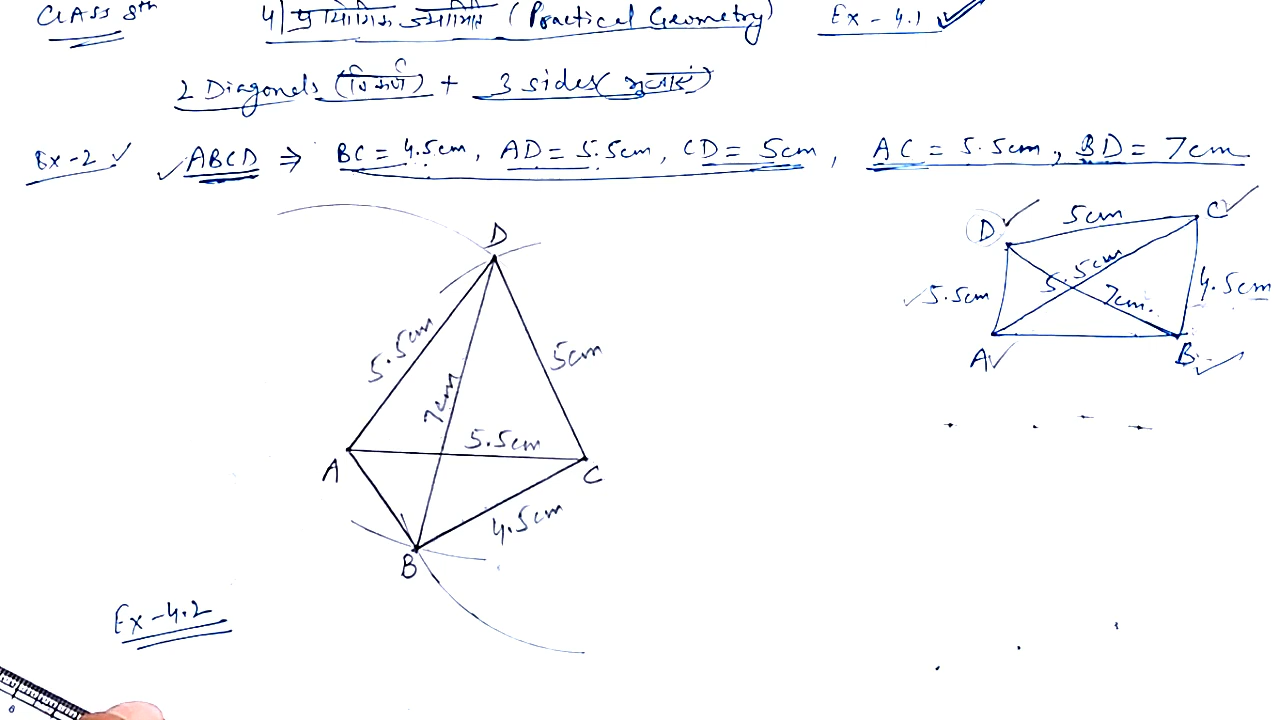 CLASS 8th 4) प्रायोगिक ज्यामिति (Practical Geometry) Ex - 4.1
2 Diagonals (विकर्ण) + 3 sides (भुजाएं)
Ex-2 ABCD ⇒ BC = 4.5cm, AD = 5.5cm, CD = 5cm, AC = 5.5cm, BD = 7cm
D 5cm C
5.5cm 5.5cm 7cm. 4.5cm
A B
D
5.5cm 7cm 5cm
A 5.5cm C
4.5cm
B
Ex-4.2